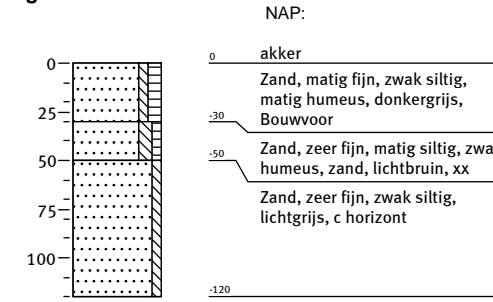 NAP:
0
0
akker
Zand, matig fijn, zwak siltig,
matig humeus, donkergrijs,
Bouwvoor
25
-30
Zand, zeer fijn, matig siltig,
humeus, zand, lichtbruin, xx
50
-50
Zand, zeer fijn, zwak siltig,
lichtgrijs, c horizont
75
100
-120